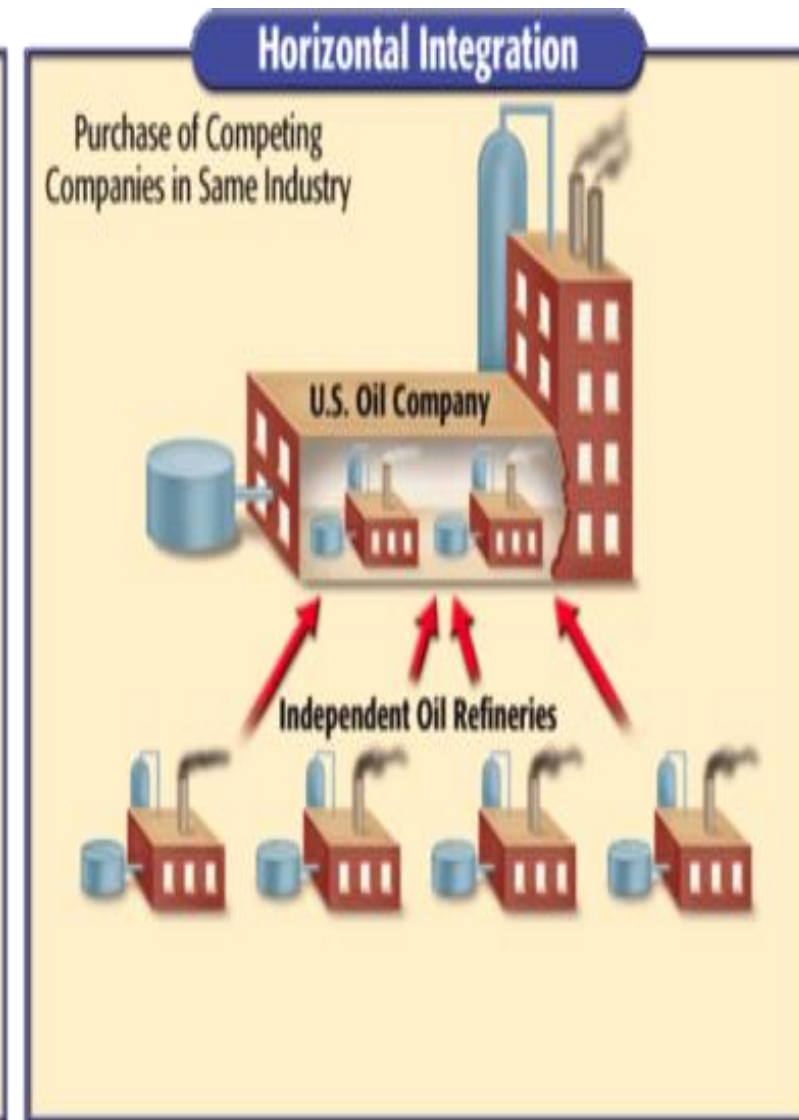 Horizontal Integration
Purchase of Competing
Companies in Same Industry
U.S. Oil Company
Independent Oil Refineries